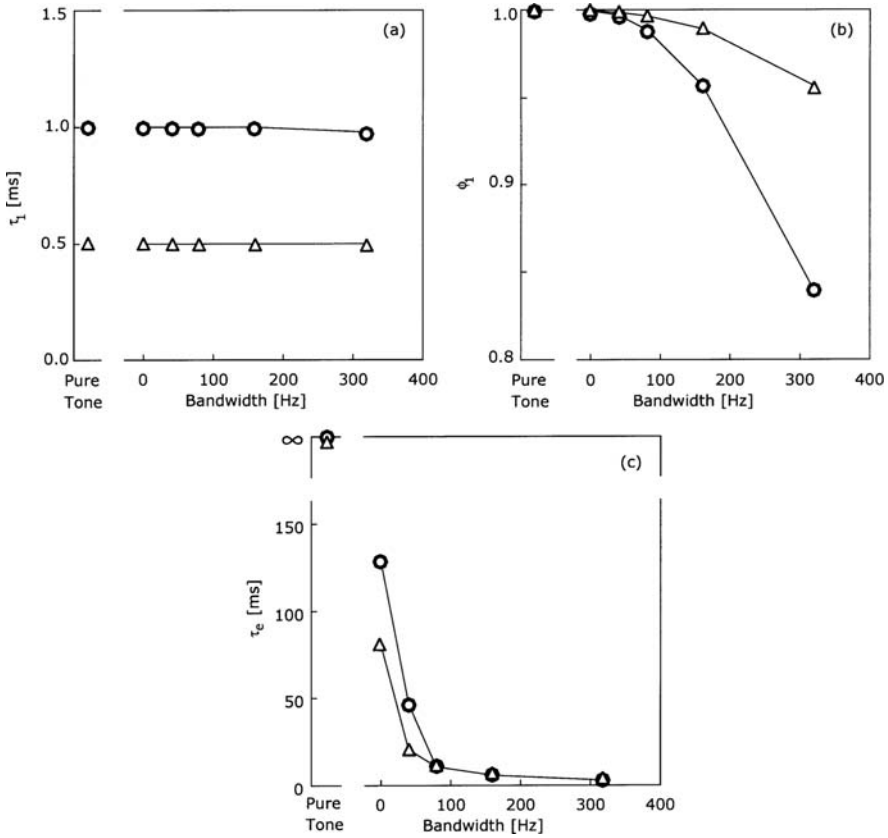 1.5
(a)
1.0
τ1 [ms]
0.5
0.0
Pure Tone
0 100 200 300 400
Bandwidth [Hz]
1.0
(b)
0.9
ϕ1
0.8
Pure Tone
0 100 200 300 400
Bandwidth [Hz]
∞
(c)
150
100
τe [ms]
50
0
Pure Tone
0 100 200 300 400
Bandwidth [Hz]